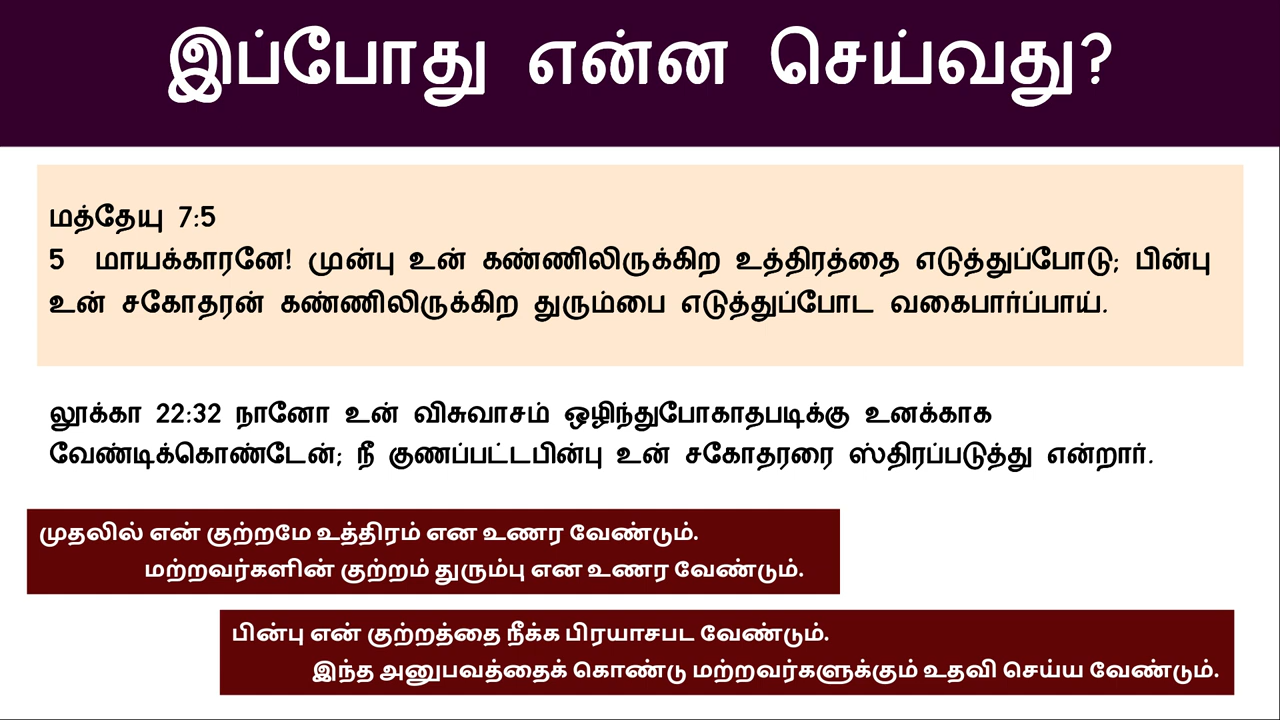 இப்போது என்ன செய்வது?
மத்தேயு 7:5
5 மாயக்காரனே! முன்பு உன் கண்ணிலிருக்கிற உத்திரத்தை எடுத்துப்போடு; பின்பு
உன் சகோதரன் கண்ணிலிருக்கிற துரும்பை எடுத்துப்போட வகைபார்ப்பாய்.
லூக்கா 22:32 நானோ உன் விசுவாசம் ஒழிந்துபோகாதபடிக்கு உனக்காக
வேண்டிக்கொண்டேன்; நீ குணப்பட்டபின்பு உன் சகோதரரை ஸ்திரப்படுத்து என்றார்.
முதலில் என் குற்றமே உத்திரம் என உணர வேண்டும்.
மற்றவர்களின் குற்றம் துரும்பு என உணர வேண்டும்.
பின்பு என் குற்றத்தை நீக்க பிரயாசபட வேண்டும்.
இந்த அனுபவத்தைக் கொண்டு மற்றவர்களுக்கும் உதவி செய்ய வேண்டும்.